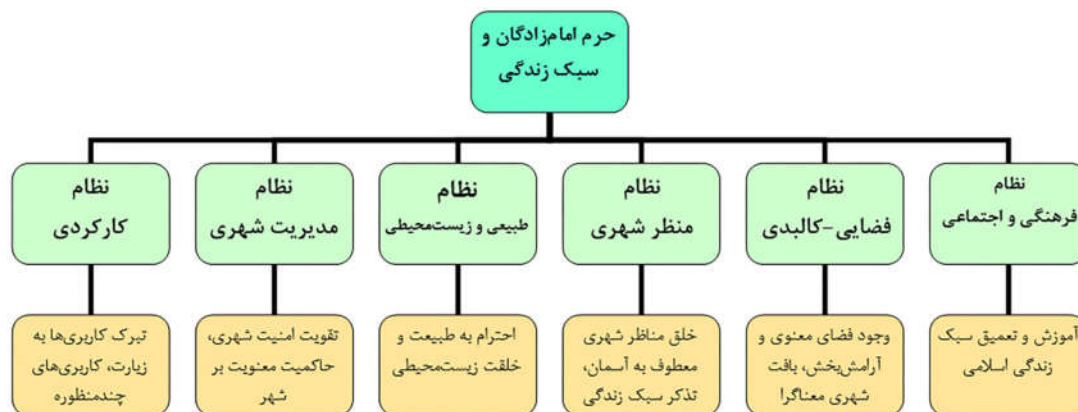 حرم امام‌زادگان و
سبک زندگی
نظام
فرهنگی و اجتماعی
نظام
فضایی-کالبدی
نظام
منظر شهری
نظام
طبیعی و زیست‌محیطی
نظام
مدیریت شهری
نظام
کارکردی
آموزش و تعمیق سبک
زندگی اسلامی
وجود فضای معنوی و
آرامش‌بخش، بافت
شهری معناگرا
خلق مناظر شهری
معطوف به آسمان،
تذکر سبک زندگی
احترام به طبیعت و
خلقت زیست‌محیطی
تقویت امنیت شهری،
حاکمیت معنویت بر
شهر
تبرک کاربری‌ها به
زیارت، کاربری‌های
چندمنظوره